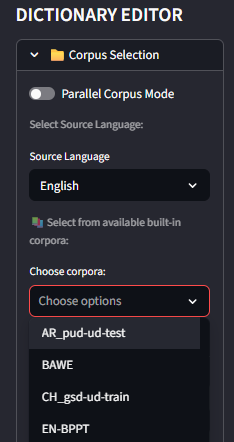 DICTIONARY EDITOR
Corpus Selection
Parallel Corpus Mode
Select Source Language:
Source Language
English
Select from available built-in
corpora:
Choose corpora:
Choose options
AR_pud-ud-test
BAWE
CH_gsd-ud-train
EN-BPPT